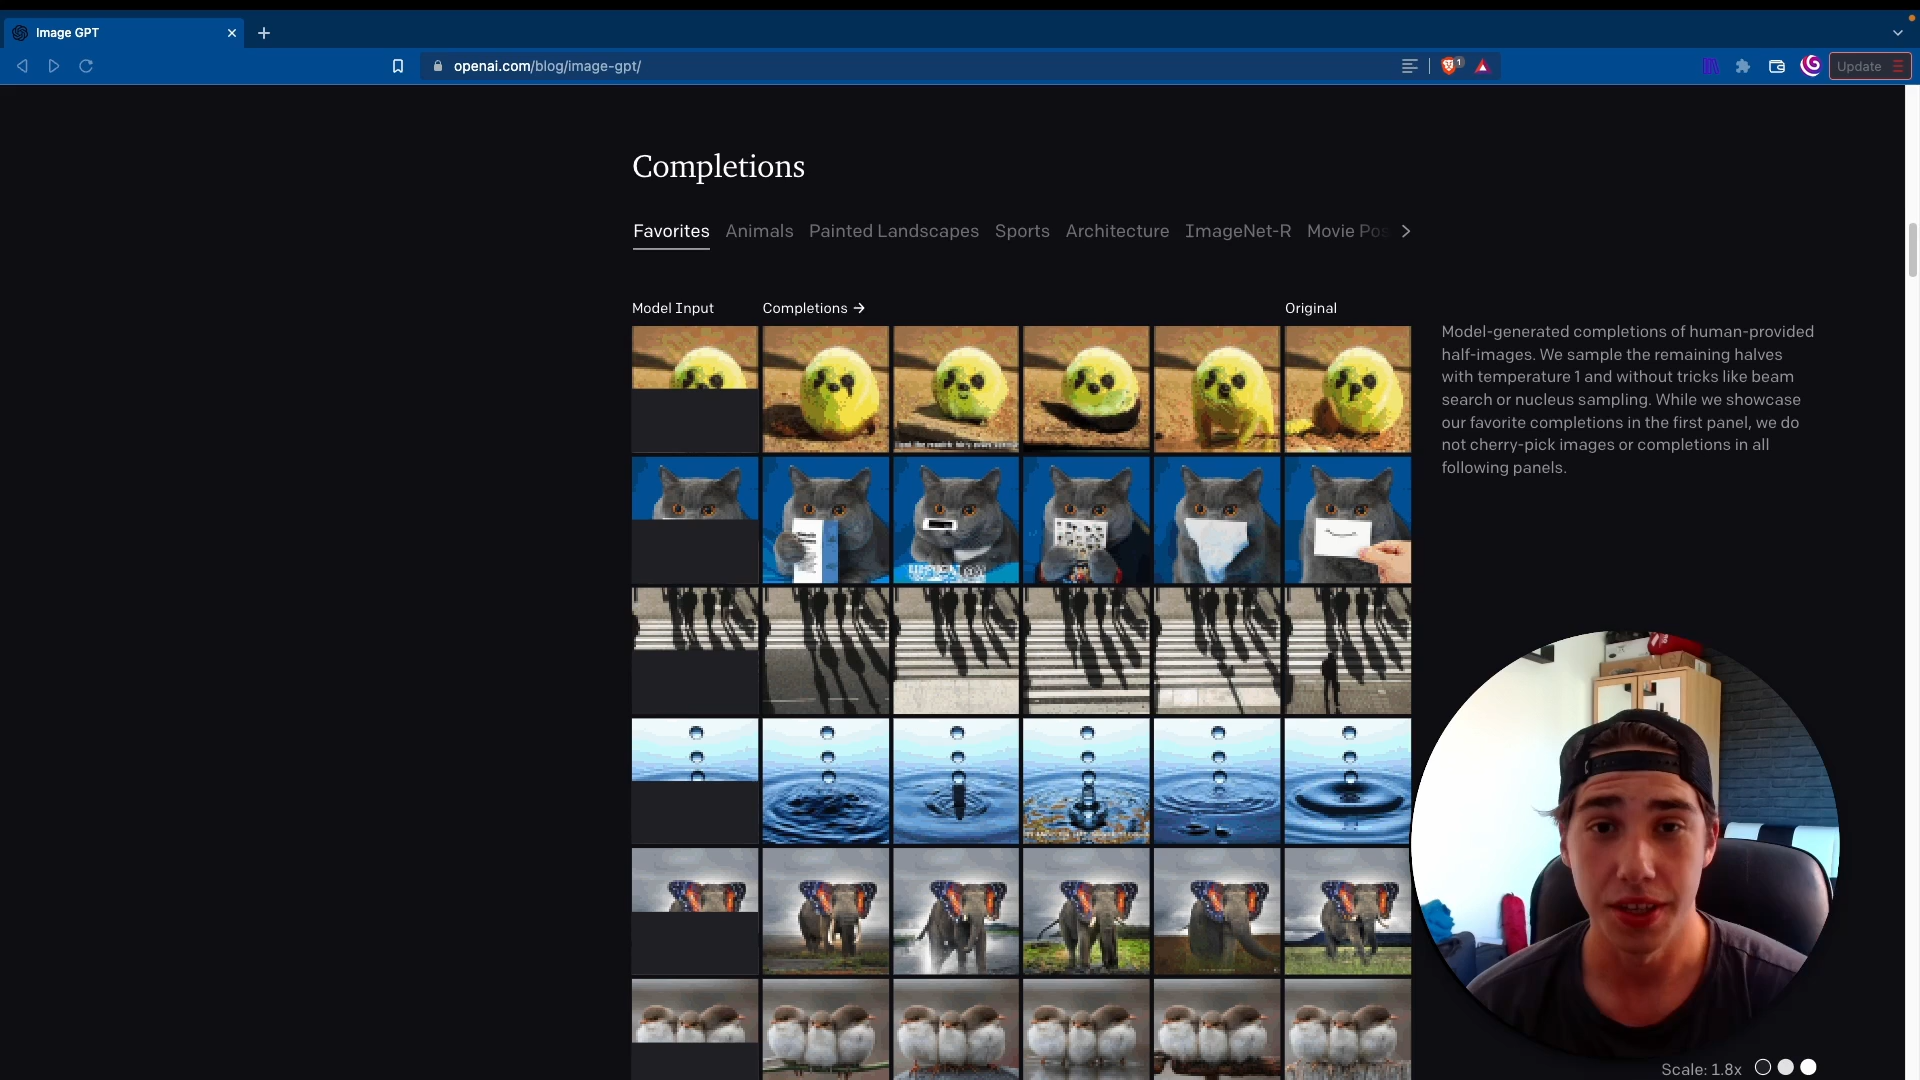 Image GPT
openai.com/blog/image-gpt/
1
Update
Completions
Favorites Animals Painted Landscapes Sports Architecture ImageNet-R Movie Pos
Model Input Completions → Original
Model-generated completions of human-provided
half-images. We sample the remaining halves
with temperature 1 and without tricks like beam
search or nucleus sampling. While we showcase
our favorite completions in the first panel, we do
not cherry-pick images or completions in all
following panels.
Scale: 1.8x